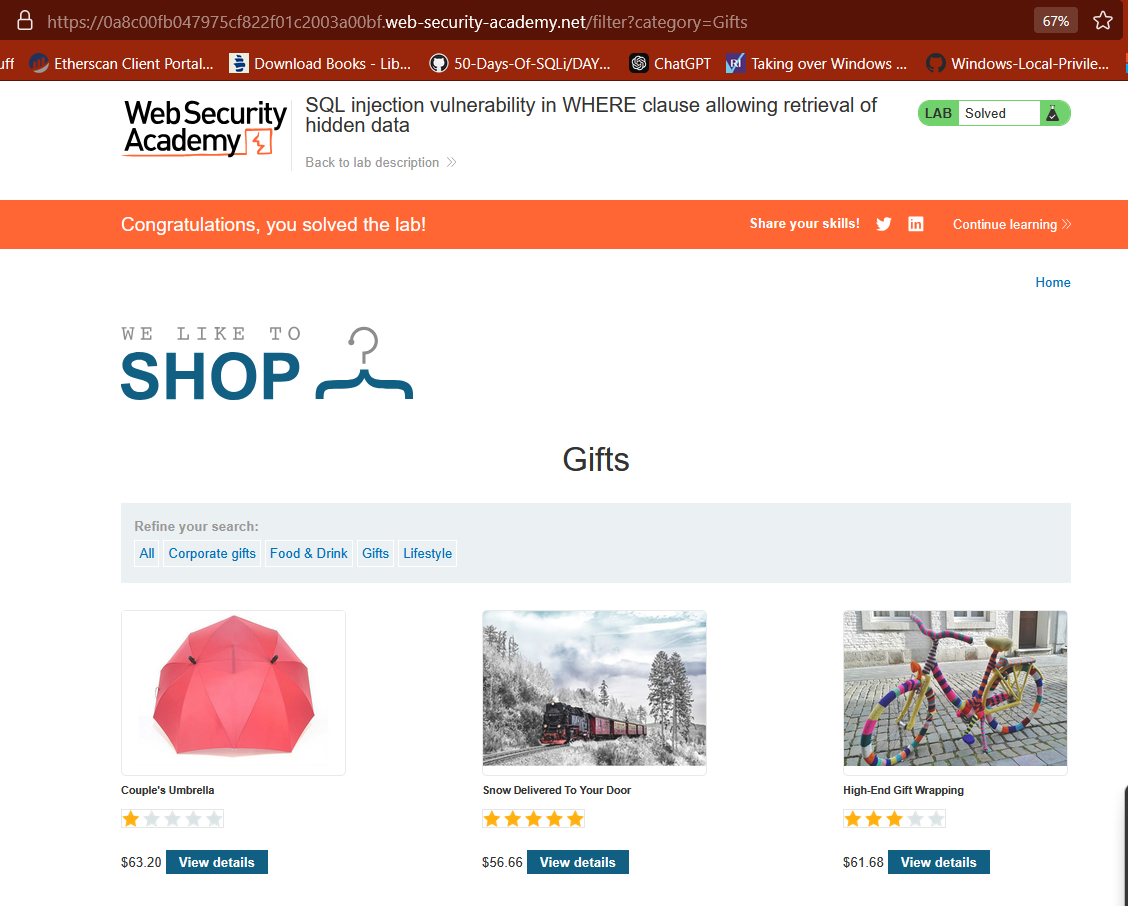 https://0a8c00fb047975cf822f01c2003a00bf.web-security-academy.net/filter?category=Gifts
67%
uff
Etherscan Client Portal...
Download Books - Lib...
50-Days-Of-SQLi/DAY...
ChatGPT
Taking over Windows ...
Windows-Local-Privile...
Web Security
Academy
SQL injection vulnerability in WHERE clause allowing retrieval of
hidden data
Back to lab description
LAB Solved
Congratulations, you solved the lab!
Share your skills!
Continue learning
Home
WE LIKE TO
SHOP
Gifts
Refine your search:
All Corporate gifts Food & Drink Gifts Lifestyle
Couple's Umbrella
Snow Delivered To Your Door
High-End Gift Wrapping
$63.20 View details
$56.66 View details
$61.68 View details